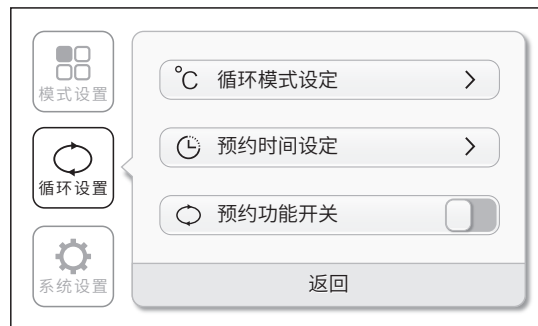 模式设置
循环设置
系统设置
℃ 循环模式设定
预约时间设定
预约功能开关
返回